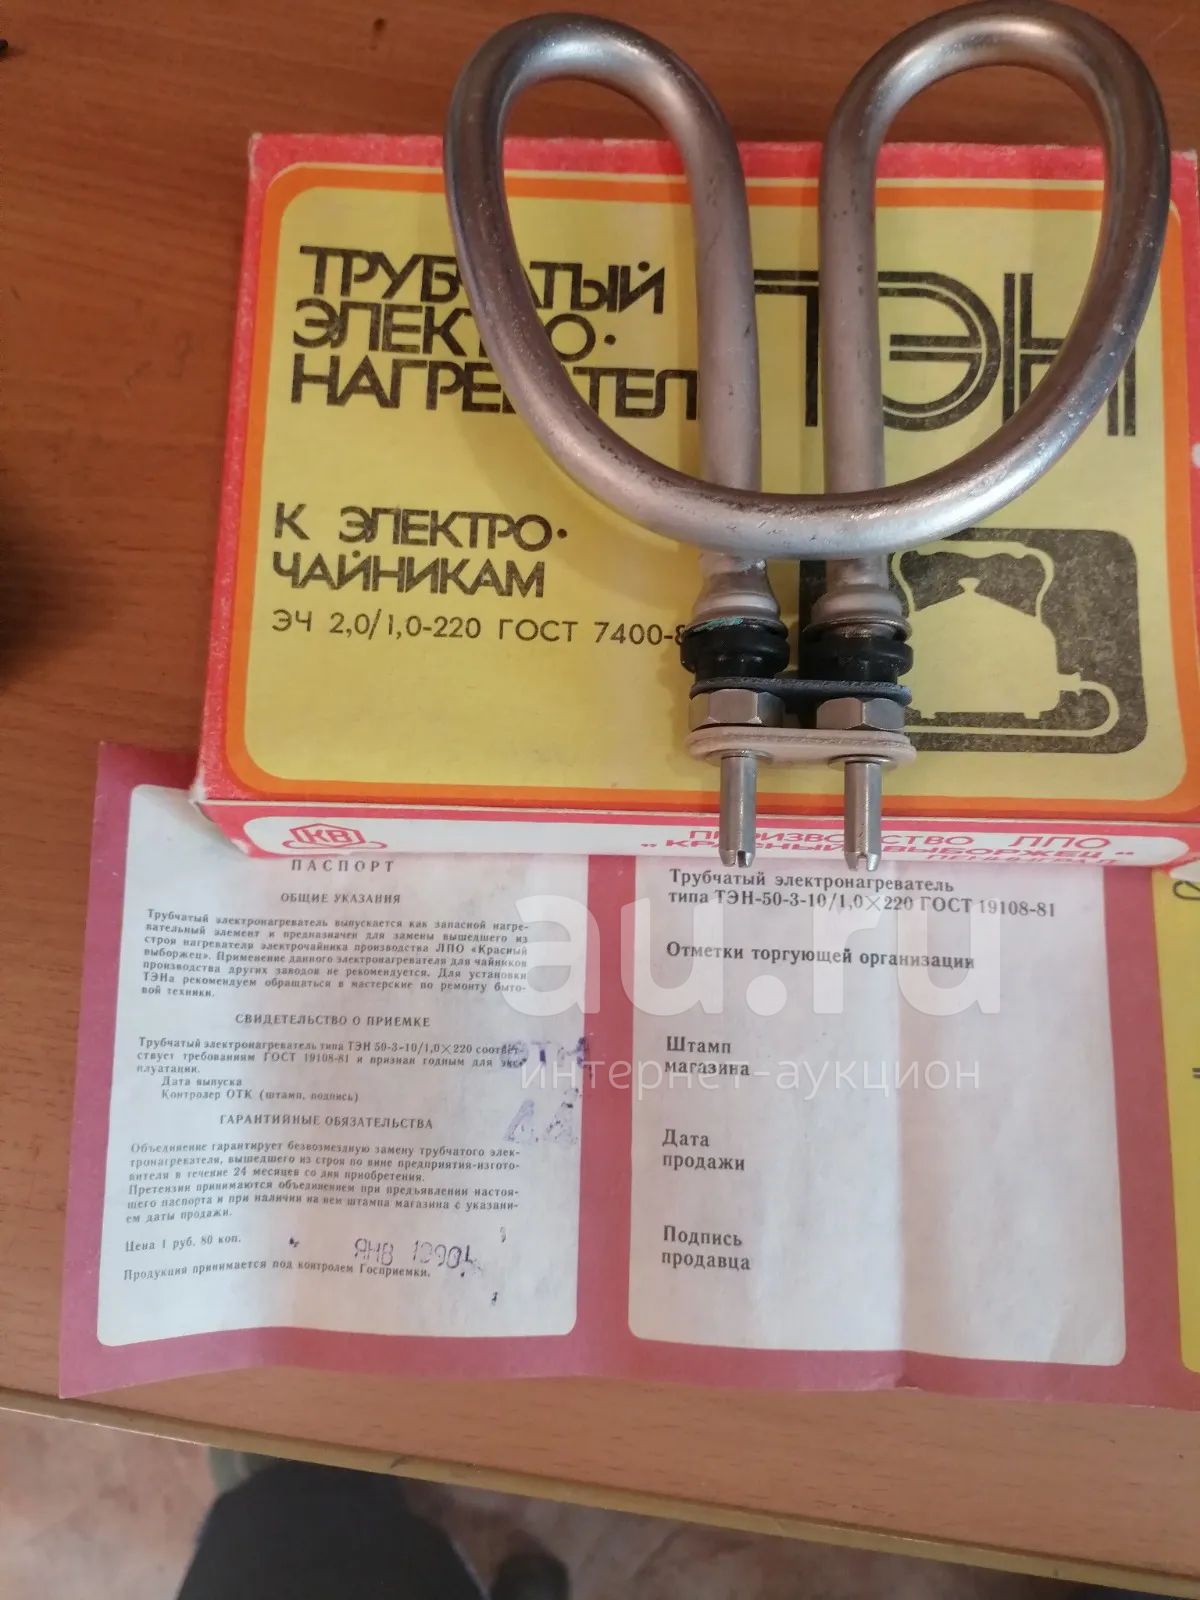 ТРУБЧАТЫЙ
ЭЛЕКТРО·
НАГРЕВАТЕЛ
ТЭН
К ЭЛЕКТРО·
ЧАЙНИКАМ
ЭЧ 2,0/1,0-220 ГОСТ 7400-8
КВ
ПРОИЗВОДСТВО ЛПО
"КРАСНЫЙ ВЫБОРЖЕЦ"
ПАСПОРТ
ОБЩИЕ УКАЗАНИЯ
Трубчатый электронагреватель выпускается как запасной нагре-
вательный элемент и предназначен для замены вышедшего из
строя нагревателя электрочайника производства ЛПО «Красный
выборжец». Применение данного электронагревателя для чайников
производства других заводов не рекомендуется. Для установки
ТЭНа рекомендуем обращаться в мастерские по ремонту быто-
вой техники.
СВИДЕТЕЛЬСТВО О ПРИЕМКЕ
Трубчатый электронагреватель типа ТЭН 50-3-10/1,0×220 соответ-
ствует требованиям ГОСТ 19108-81 и признан годным для экс-
плуатации.
Дата выпуска
Контролер ОТК (штамп, подпись)
ГАРАНТИЙНЫЕ ОБЯЗАТЕЛЬСТВА
Объединение гарантирует безвозмездную замену трубчатого элек-
тронагревателя, вышедшего из строя по вине предприятия-изгото-
вителя в течение 24 месяцев со дня приобретения.
Претензии принимаются объединением при предъявлении настоя-
щего паспорта и при наличии на нем штампа магазина с указани-
ем даты продажи.
Цена 1 руб. 80 коп.
ЯНВ 1990
Продукция принимается под контролем Госприемки.
Трубчатый электронагреватель
типа ТЭН-50-3-10/1,0×220 ГОСТ 19108-81
Отметки торгующей организации
Штамп
магазина
Дата
продажи
Подпись
продавца
au.ru
интернет-аукцион